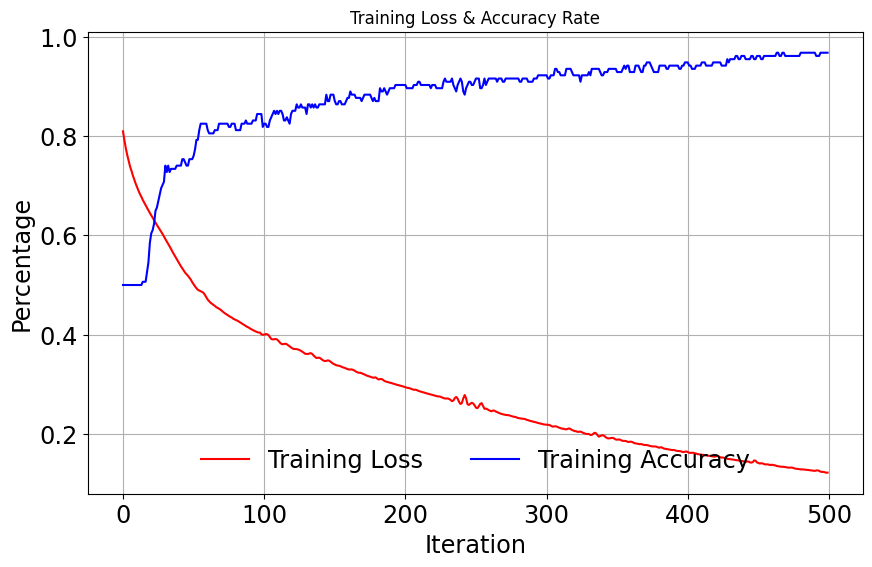 Training Loss & Accuracy Rate
1.0
0.8
0.6
0.4
0.2
Percentage
Training Loss Training Accuracy
0 100 200 300 400 500
Iteration